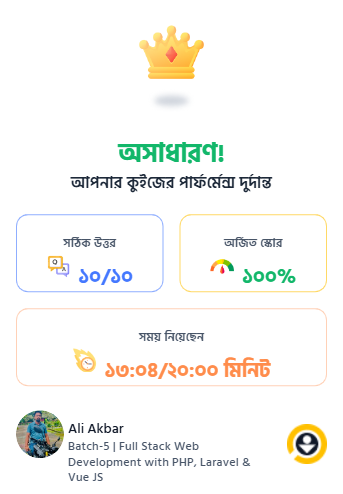 অসাধারণ!
আপনার কুইজের পার্ফর্মেন্স দুর্দান্ত
সঠিক উত্তর
১০/১০
অর্জিত স্কোর
১০০%
সময় নিয়েছেন
১৩:০৪/২০:০০ মিনিট
Ali Akbar
Batch-5 | Full Stack Web
Development with PHP, Laravel &
Vue JS